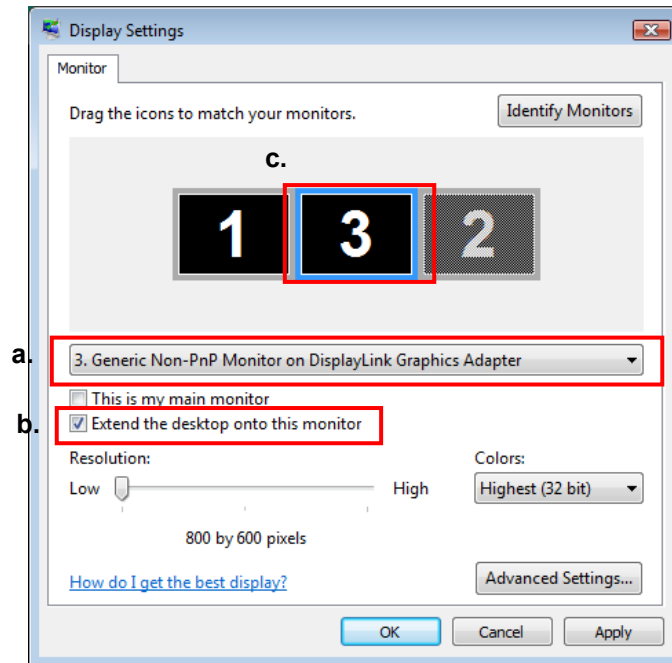 Display Settings
Monitor
Drag the icons to match your monitors.
Identify Monitors
c.
1 3 2
a.
3. Generic Non-PnP Monitor on DisplayLink Graphics Adapter
This is my main monitor
b.
Extend the desktop onto this monitor
Resolution:
Colors:
Low
High
Highest (32 bit)
800 by 600 pixels
How do I get the best display?
Advanced Settings...
OK
Cancel
Apply